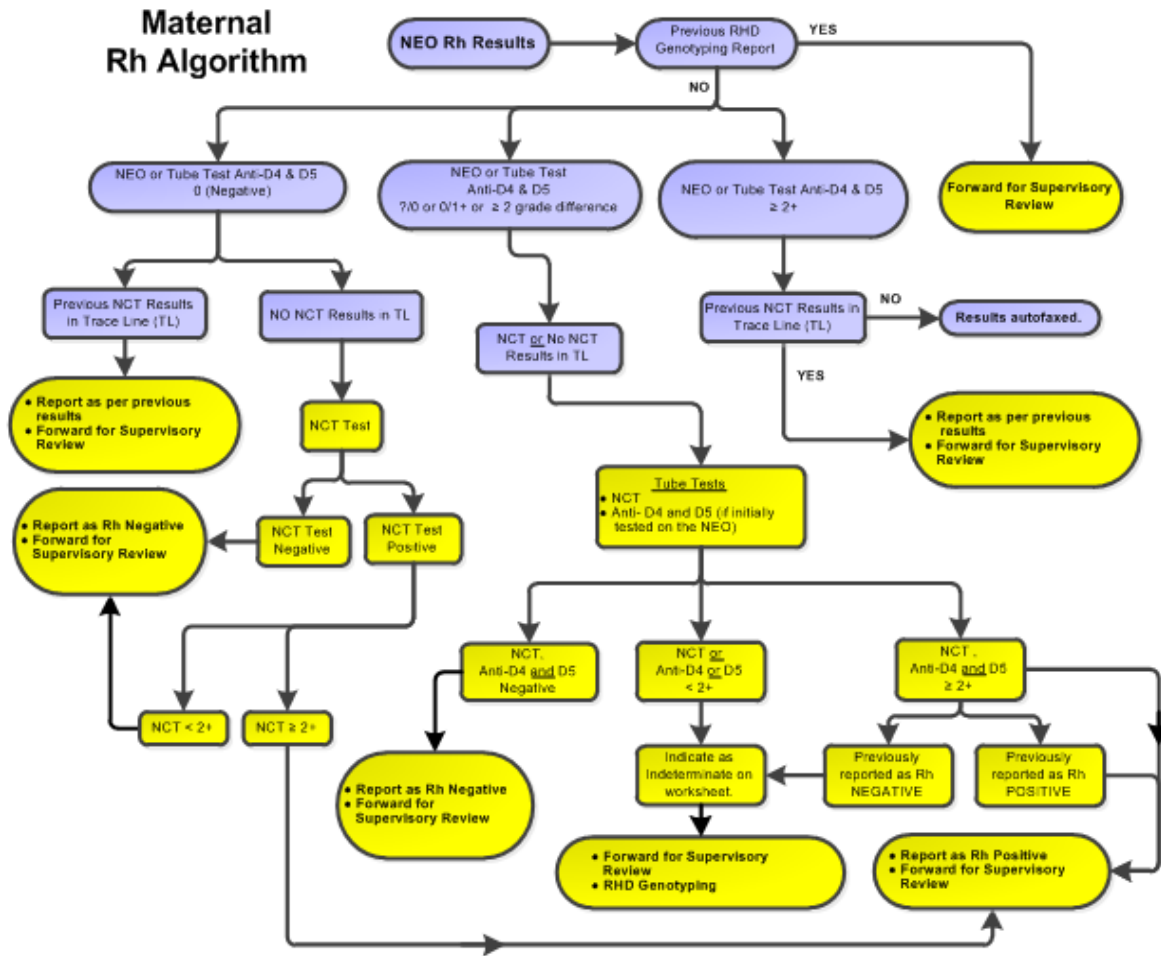 Maternal
Rh Algorithm
NEO Rh Results
Previous RHD
Genotyping Report
YES
NO
NEO or Tube Test Anti-D4 & D5
0 (Negative)
NEO or Tube Test
Anti-D4 & D5
?/0 or 0/1+ or ≥ 2 grade difference
NEO or Tube Test Anti-D4 & D5
≥ 2+
Forward for Supervisory
Review
Previous NCT Results
in Trace Line (TL)
NO NCT Results in TL
NCT or No NCT
Results in TL
Previous NCT Results in
Trace Line (TL)
NO
Results autofaxed.
YES
• Report as per previous
results
• Forward for Supervisory
Review
NCT Test
• Report as per previous
results
• Forward for Supervisory
Review
Tube Tests
• NCT
• Anti- D4 and D5 (if initially
tested on the NEO)
• Report as Rh Negative
• Forward for
Supervisory Review
NCT Test
Negative
NCT Test
Positive
NCT,
Anti-D4 and D5
Negative
NCT or
Anti-D4 or D5
< 2+
NCT ,
Anti-D4 and D5
≥ 2+
NCT < 2+
NCT ≥ 2+
• Report as Rh Negative
• Forward for
Supervisory Review
Indicate as
Indeterminate on
worksheet.
Previously
reported as Rh
NEGATIVE
Previously
reported as Rh
POSITIVE
• Forward for Supervisory
Review
• RHD Genotyping
• Report as Rh Positive
• Forward for Supervisory
Review